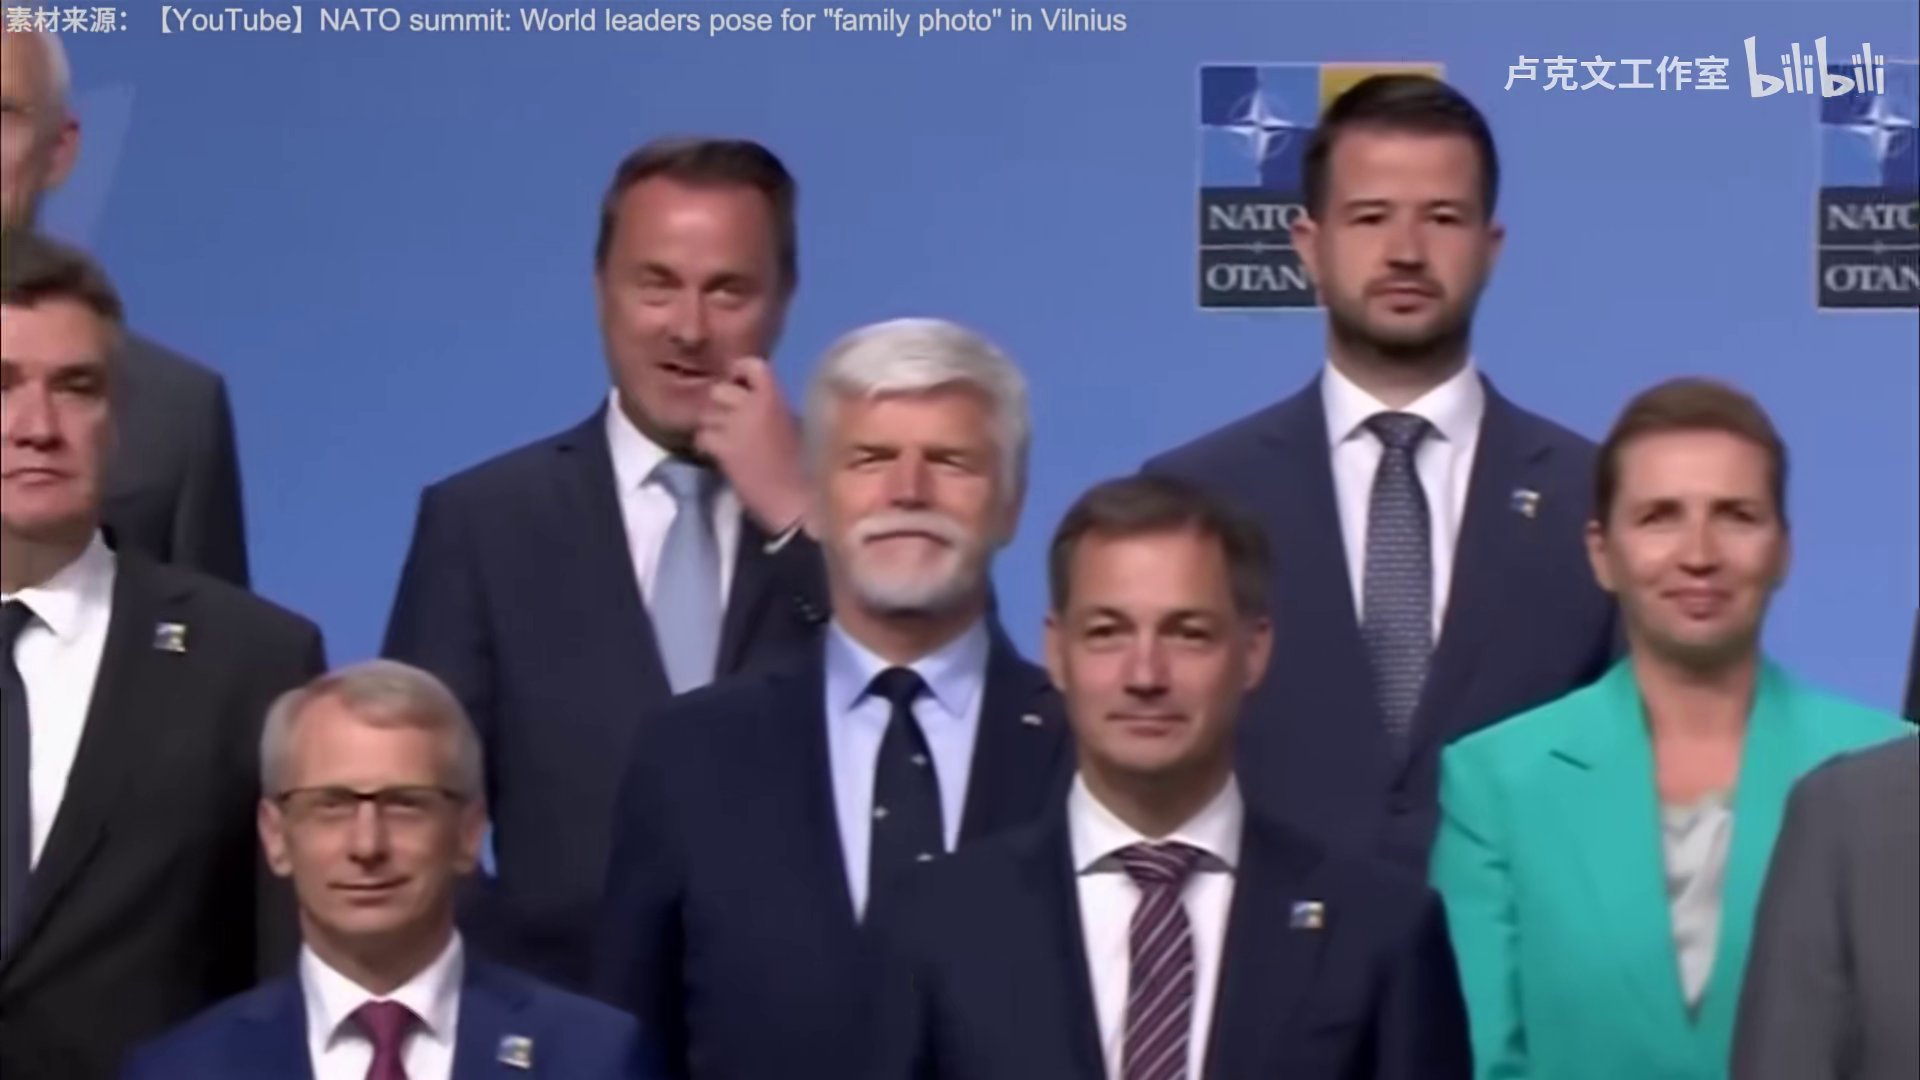 素材来源：【YouTube】NATO summit: World leaders pose for "family photo" in Vilnius
卢克文工作室 bilibili
NATO
OTAN
NATO
OTAN